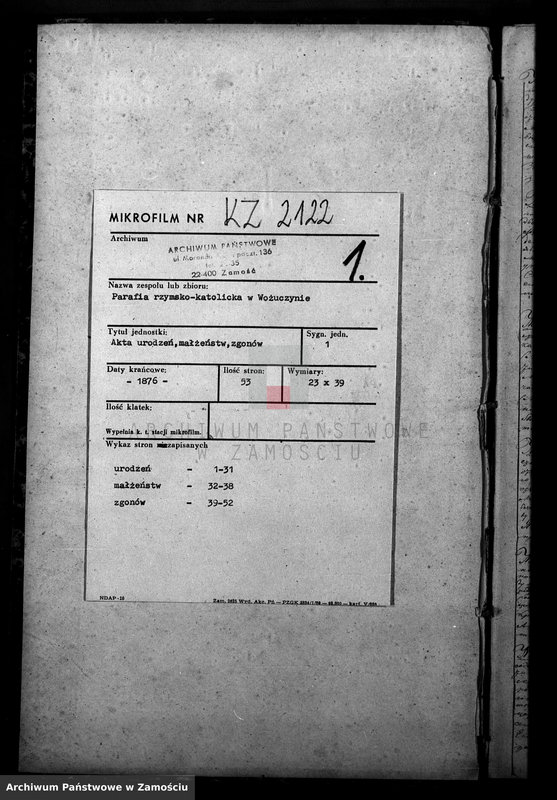 MIKROFILM NR KZ 2122
Archiwum
ARCHIWUM PAŃSTWOWE
136
22-400 Zamość
1.
Nazwa zespołu lub zbioru:
Parafia rzymsko-katolicka w Wożuczynie
Tytuł jednostki:
Akta urodzeń,małżeństw,zgonów
Sygn. jedn.
1
Daty krańcowe:
- 1876 -
Ilość stron:
53
Wymiary:
23 x 39
Ilość klatek:
Wypełnia k. t. stacji mikrofilm.
ARCHIWUM PAŃSTWOWE
W ZAMOŚCIU
Wykaz stron zapisanych
urodzeń - 1-31
małżeństw - 32-38
zgonów - 39-52
NDAP-16
Archiwum Państwowe w Zamościu